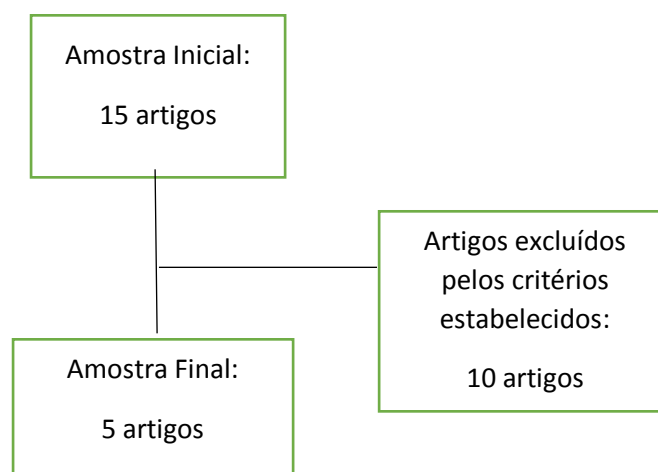 Amostra Inicial:
15 artigos
Artigos excluídos
pelos critérios
estabelecidos:
10 artigos
Amostra Final:
5 artigos